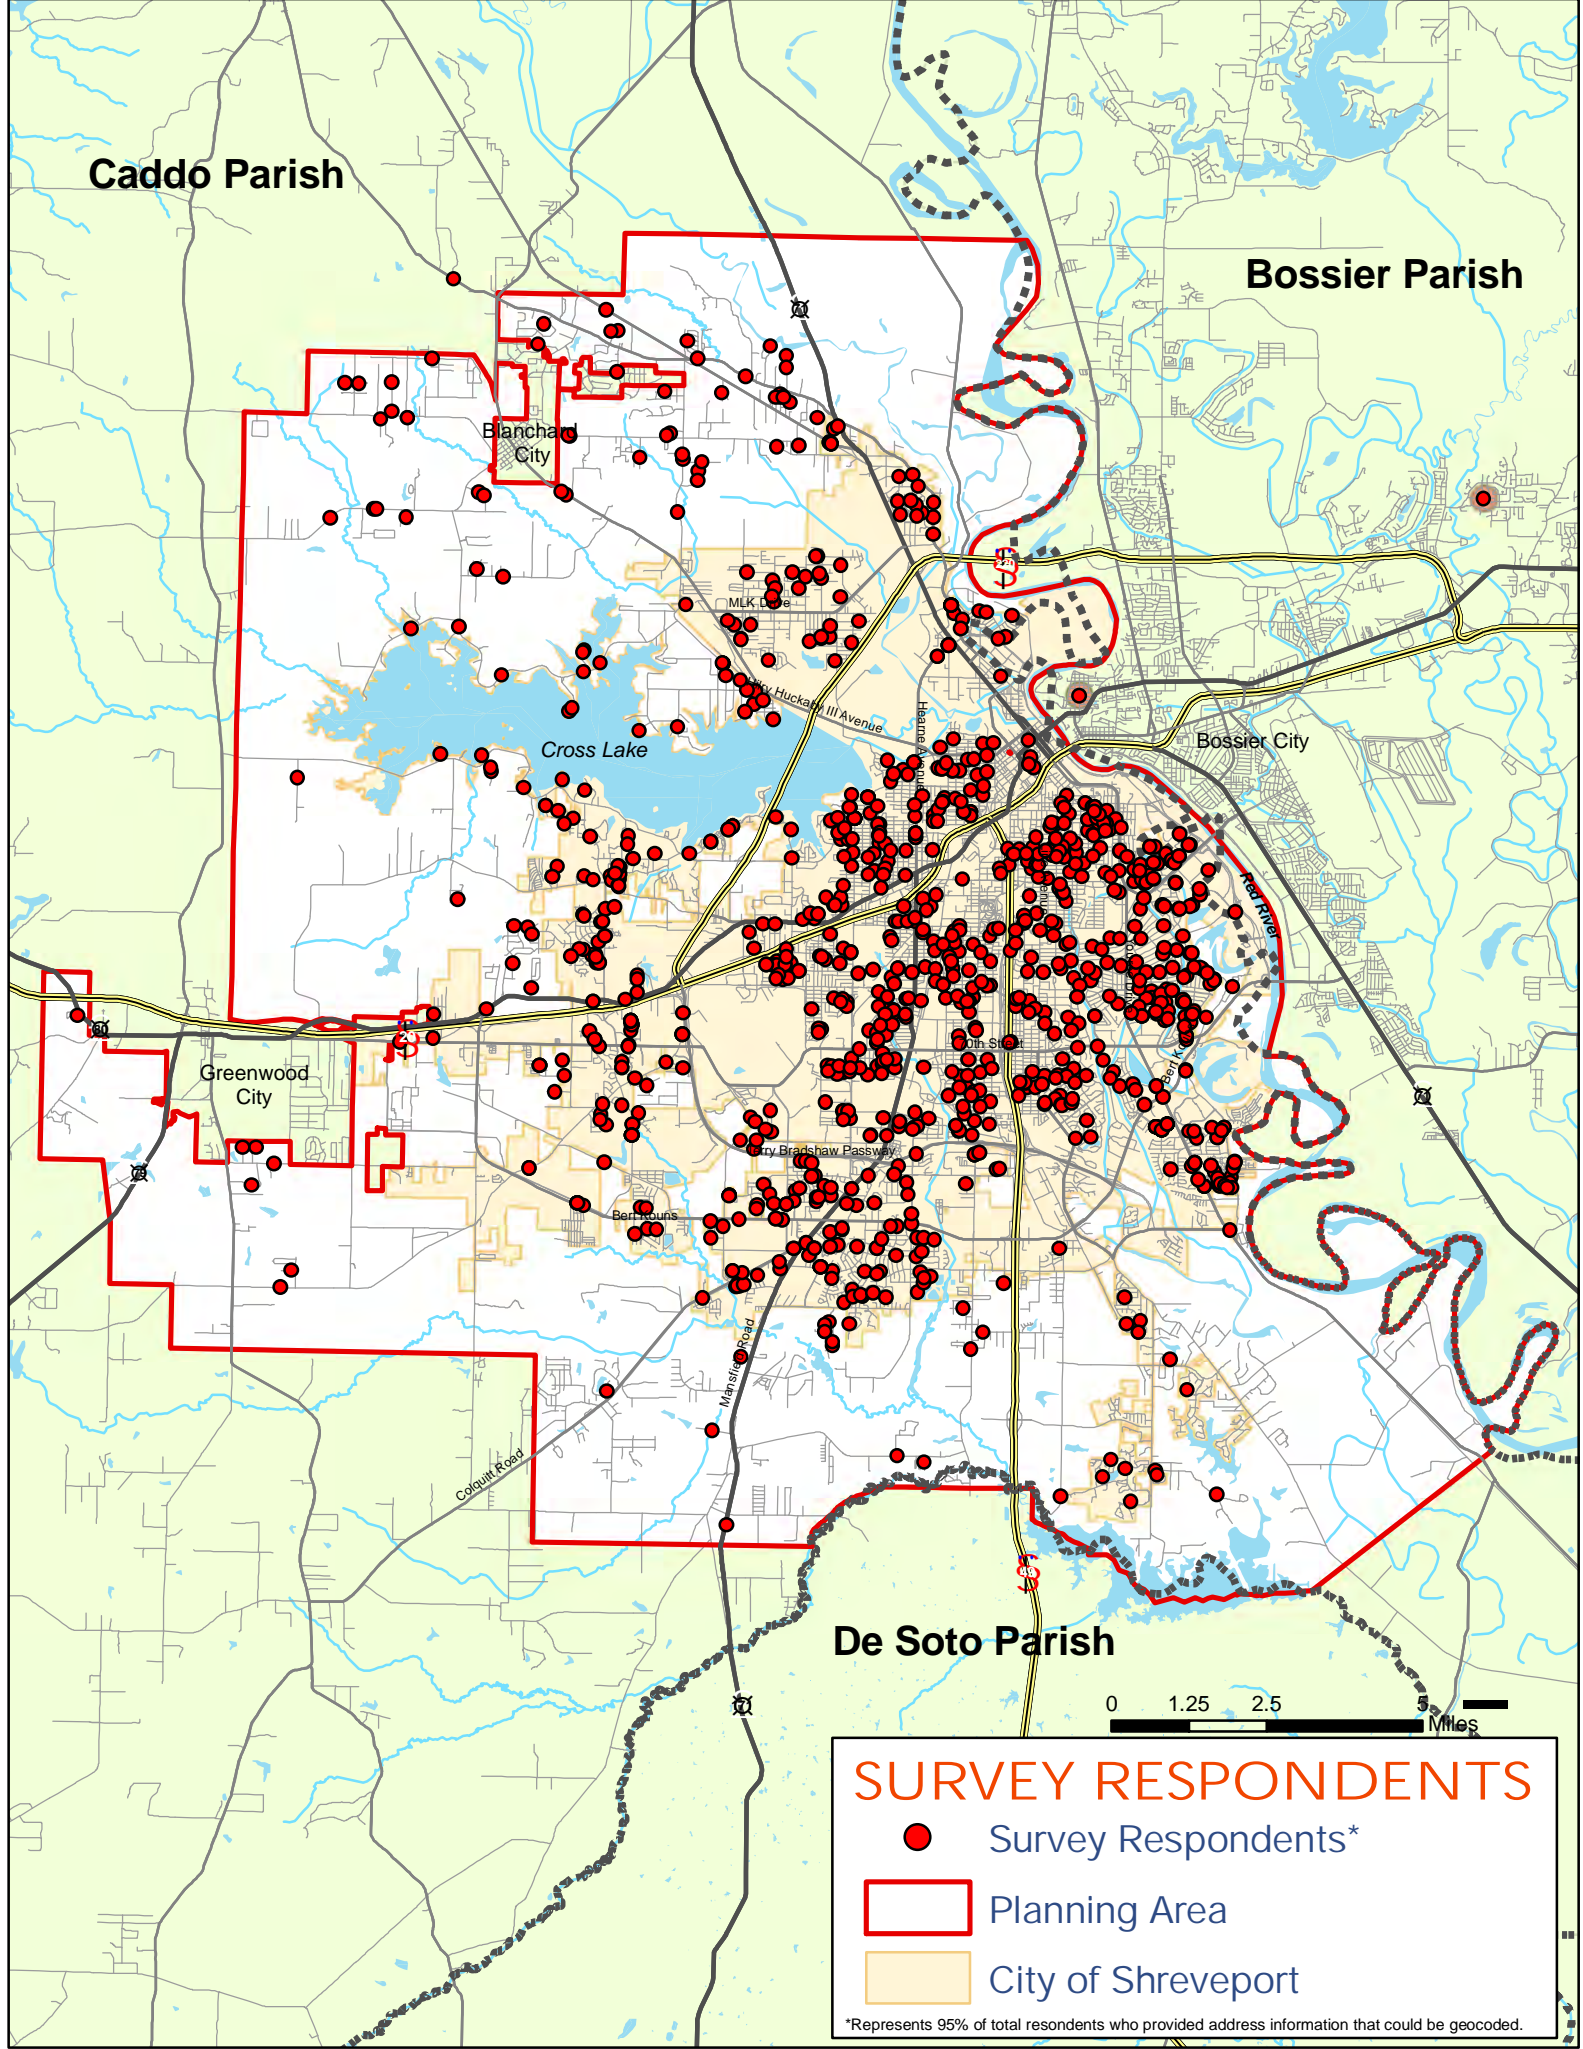 Caddo Parish
Bossier Parish
Blanchard
City
MLK Drive
Hilry Huckaby III Avenue
Hearne Avenue
Cross Lake
Bossier City
Red River
70th Street
Greenwood
City
Terry Bradshaw Passway
Bert Kouns
Mansfield Road
Colquitt Road
De Soto Parish
0 1.25 2.5 5
Miles
SURVEY RESPONDENTS
Survey Respondents*
Planning Area
City of Shreveport
*Represents 95% of total resondents who provided address information that could be geocoded.